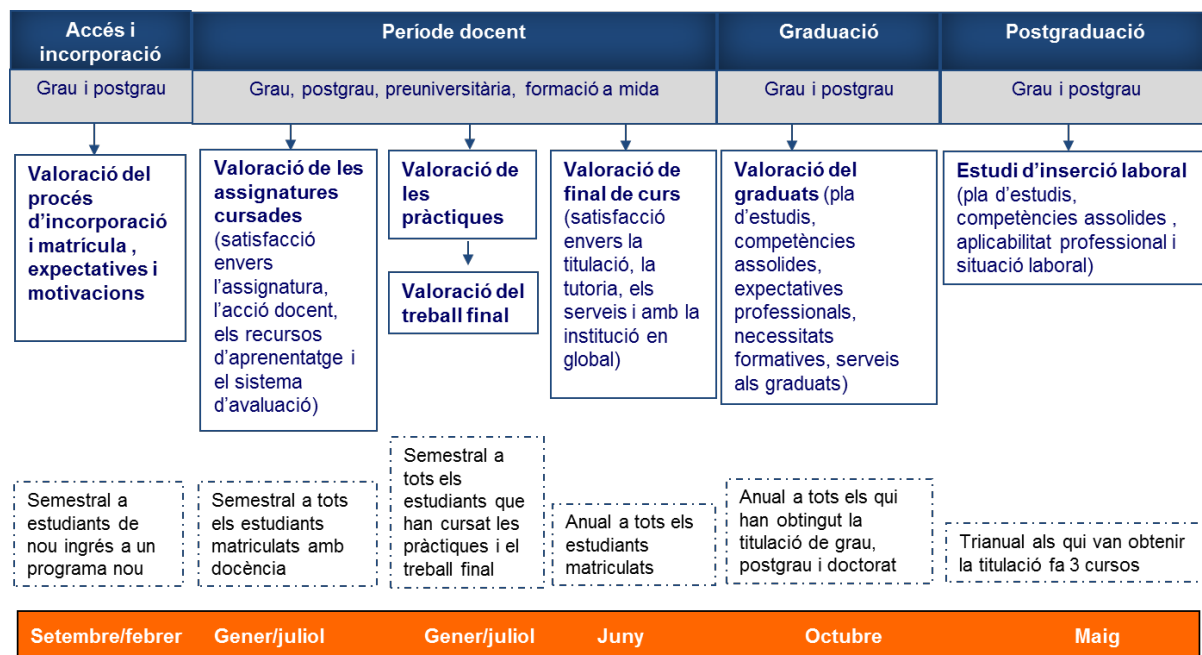 Accés i
incorporació
Període docent
Graduació
Postgraduació
Grau i postgrau
Grau, postgrau, preuniversitària, formació a mida
Grau i postgrau
Grau i postgrau
Valoració del
procés
d'incorporació
i matrícula ,
expectatives i
motivacions
Valoració de les
assignatures
cursades
(satisfacció
envers
l'assignatura,
l'acció docent,
els recursos
d'aprenentatge i
el sistema
d'avaluació)
Valoració de
les
pràctiques
Valoració del
treball final
Valoració de
final de curs
(satisfacció
envers la
titulació, la
tutoria, els
serveis i amb la
institució en
global)
Valoració del
graduats (pla
d'estudis,
competències
assolides,
expectatives
professionals,
necessitats
formatives, serveis
als graduats)
Estudi d'inserció laboral
(pla d'estudis,
competències assolides ,
aplicabilitat professional i
situació laboral)
Semestral a
estudiants de
nou ingrés a un
programa nou
Semestral a tots
els estudiants
matriculats amb
docència
Semestral a
tots els
estudiants que
han cursat les
pràctiques i el
treball final
Anual a tots els
estudiants
matriculats
Anual a tots els qui
han obtingut la
titulació de grau,
postgrau i doctorat
Trianual als qui van obtenir
la titulació fa 3 cursos
Setembre/febrer
Gener/juliol
Gener/juliol
Juny
Octubre
Maig